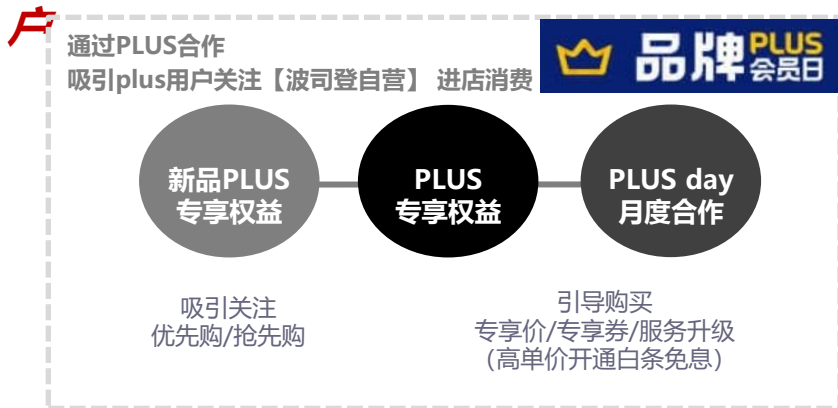 户
通过PLUS合作
吸引plus用户关注【波司登自营】 进店消费
品牌PLUS会员日
新品PLUS
专享权益
PLUS
专享权益
PLUS day
月度合作
吸引关注
优先购/抢先购
引导购买
专享价/专享券/服务升级
（高单价开通白条免息）